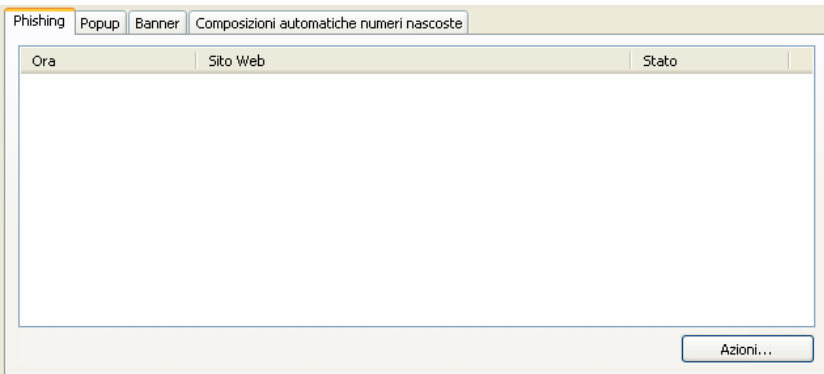 Phishing Popup Banner Composizioni automatiche numeri nascoste
Ora Sito Web Stato
Azioni...